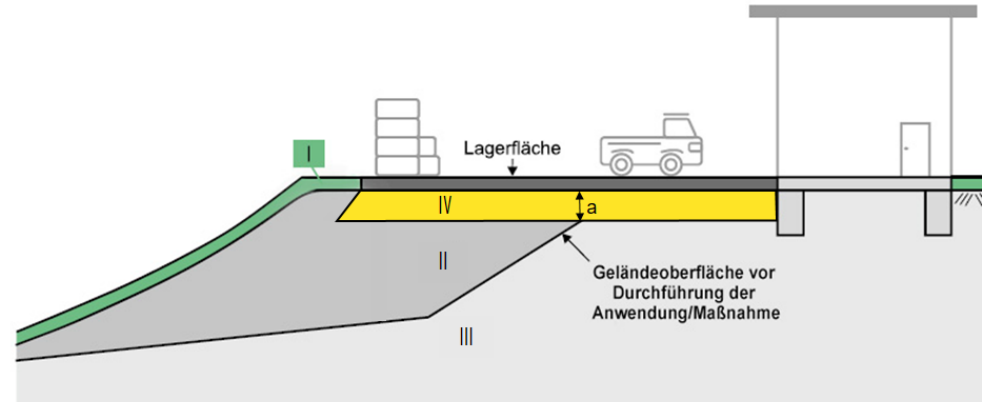 I
Lagerfläche
IV
a
II
Geländeoberfläche vor
Durchführung der
Anwendung/Maßnahme
III